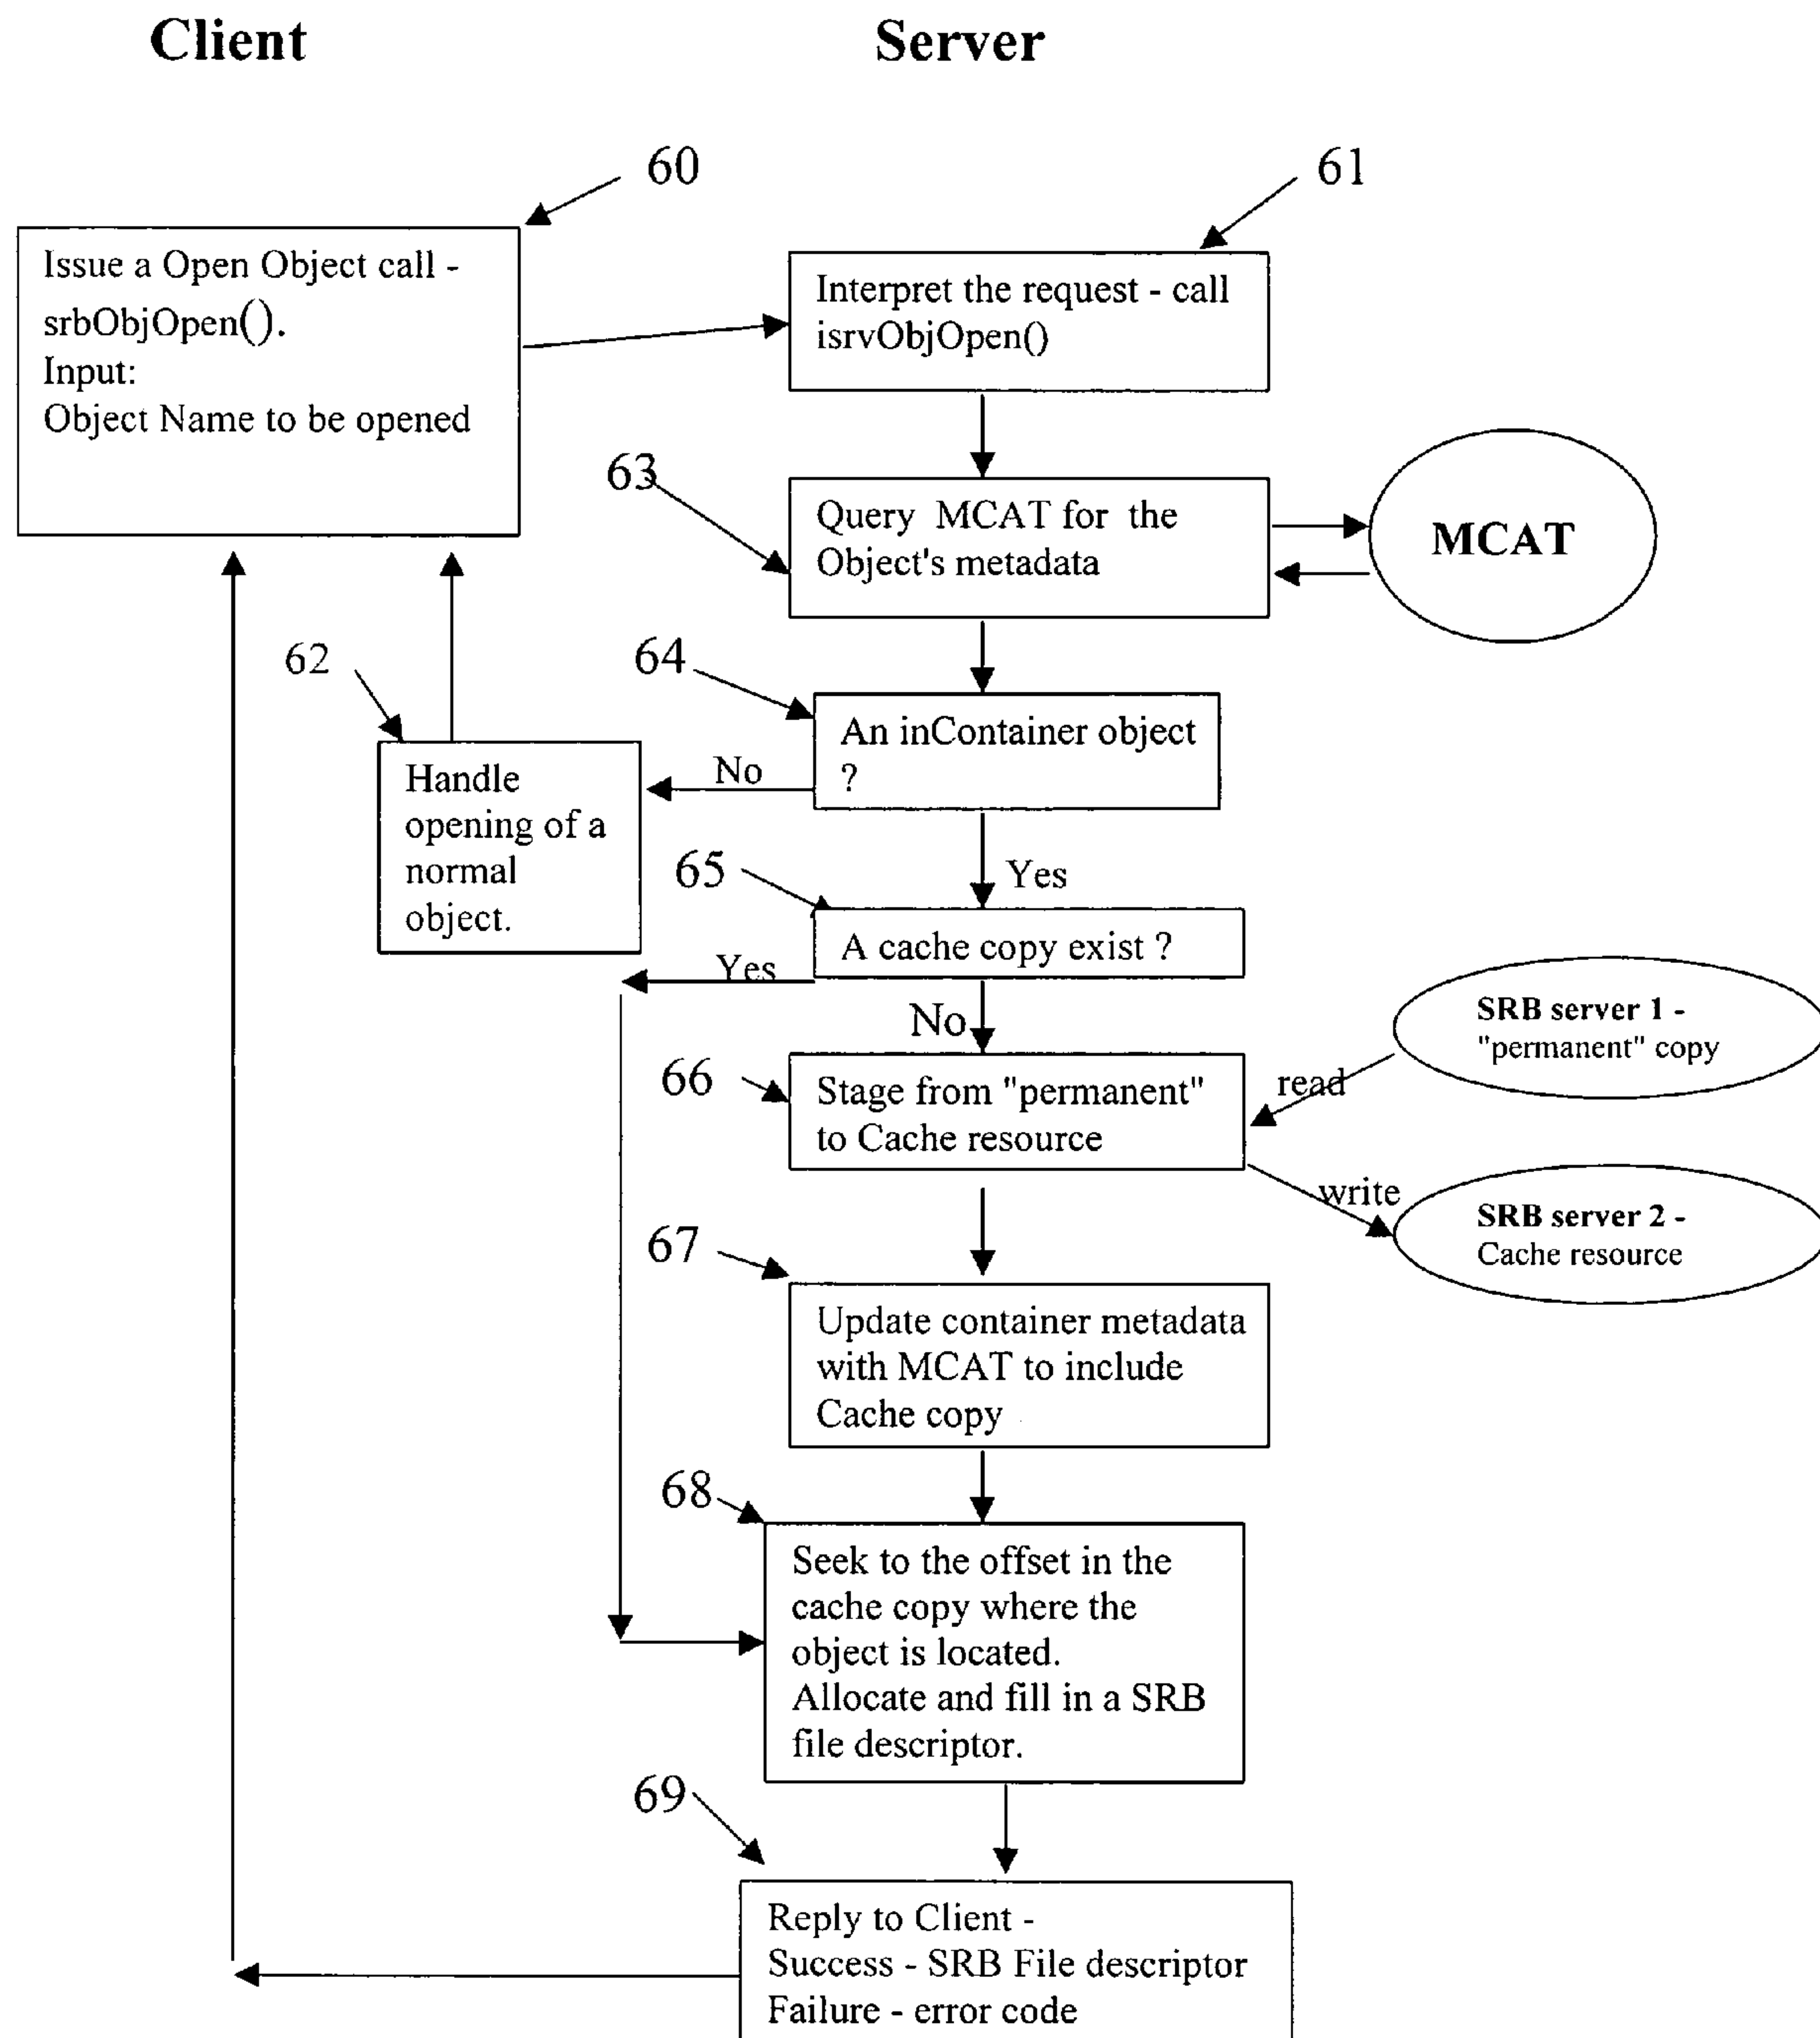 Client
Server
60
61
Issue a Open Object call -
srbObjOpen().
Input:
Object Name to be opened
Interpret the request - call
isrvObjOpen()
63
Query MCAT for the
Object's metadata
MCAT
62
64
An inContainer object
?
No
Handle
opening of a
normal
object.
Yes
65
A cache copy exist ?
Yes
No
SRB server 1 -
"permanent" copy
66
read
Stage from "permanent"
to Cache resource
write
SRB server 2 -
Cache resource
67
Update container metadata
with MCAT to include
Cache copy
68
Seek to the offset in the
cache copy where the
object is located.
Allocate and fill in a SRB
file descriptor.
69
Reply to Client -
Success - SRB File descriptor
Failure - error code